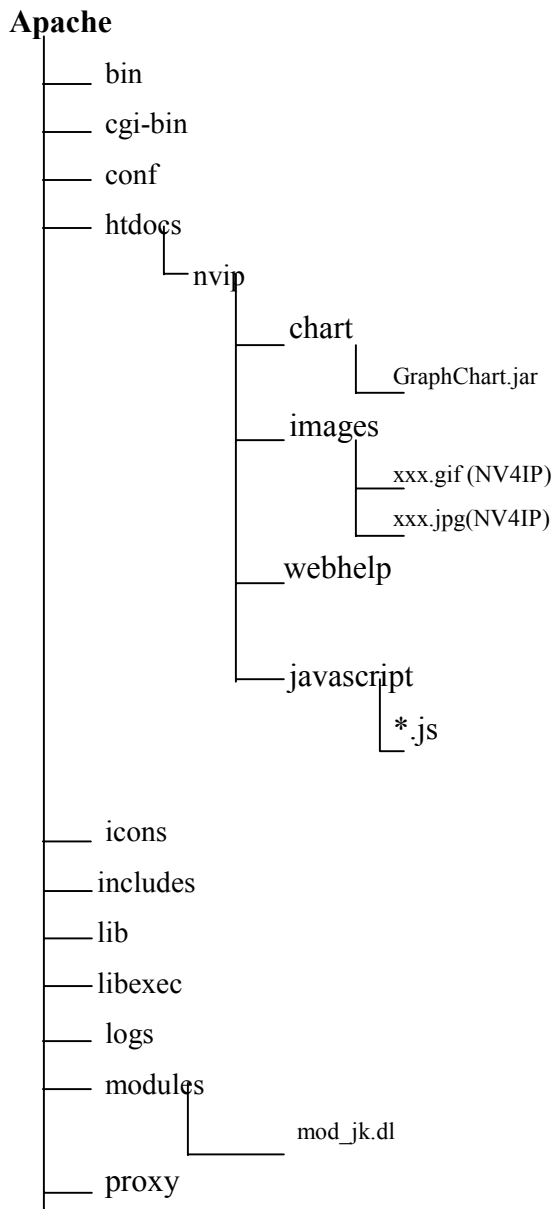 Apache
bin
cgi-bin
conf
htdocs
nvip
chart
GraphChart.jar
images
xxx.gif (NV4IP)
xxx.jpg(NV4IP)
webhelp
javascript
*.js
icons
includes
lib
libexec
logs
modules
mod_jk.dl
proxy